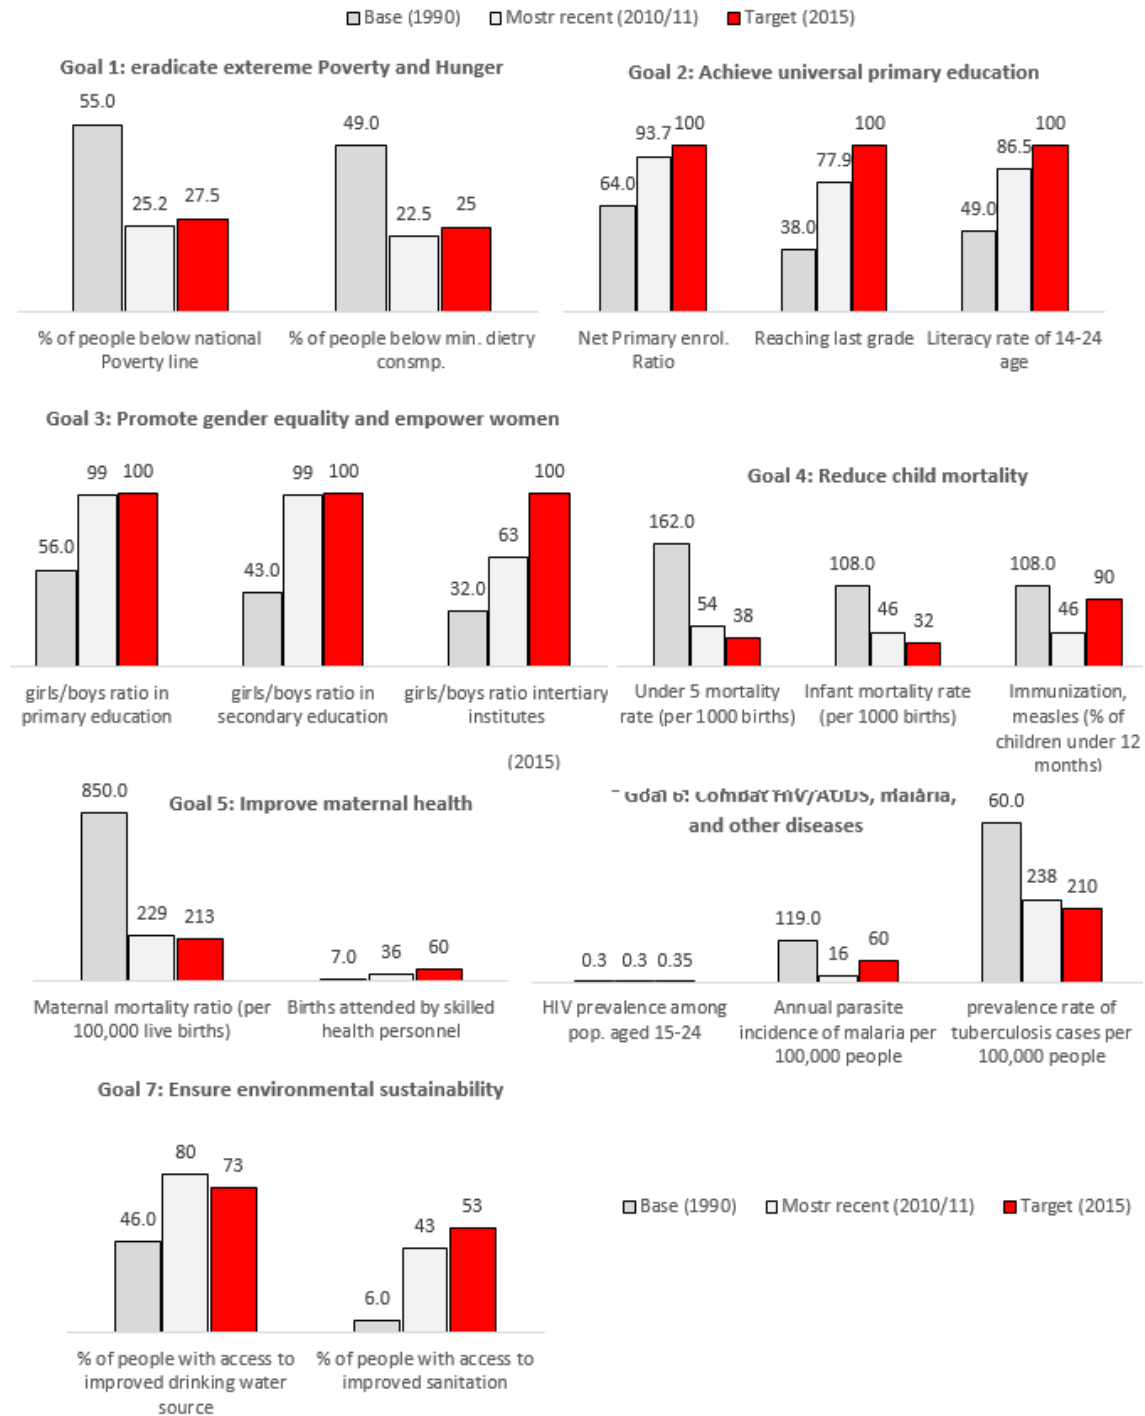 Base (1990) Mostr recent (2010/11) Target (2015)
Goal 1: eradicate extereme Poverty and Hunger
55.0
25.2
27.5
49.0
22.5
25
% of people below national
Poverty line
% of people below min. dietry
consmp.
Goal 2: Achieve universal primary education
64.0
93.7
100
38.0
77.9
100
49.0
86.5
100
Net Primary enrol.
Ratio
Reaching last grade
Literacy rate of 14-24
age
Goal 3: Promote gender equality and empower women
56.0
99
100
43.0
99
100
32.0
63
100
girls/boys ratio in
primary education
girls/boys ratio in
secondary education
girls/boys ratio intertiary
institutes
Goal 4: Reduce child mortality
162.0
54
38
108.0
46
32
108.0
46
90
Under 5 mortality
rate (per 1000 births)
Infant mortality rate
(per 1000 births)
Immunization,
measles (% of
children under 12
months)
(2015)
Goal 5: Improve maternal health
850.0
229
213
7.0
36
60
Maternal mortality ratio (per
100,000 live births)
Births attended by skilled
health personnel
Goal 6: Combat HIV/AODS, malaria,
and other diseases
0.3
0.3
0.35
119.0
16
60
60.0
238
210
HIV prevalence among
pop. aged 15-24
Annual parasite
incidence of malaria per
100,000 people
prevalence rate of
tuberculosis cases per
100,000 people
Goal 7: Ensure environmental sustainability
46.0
80
73
6.0
43
53
% of people with access to
improved drinking water
source
% of people with access to
improved sanitation
Base (1990) Mostr recent (2010/11) Target (2015)